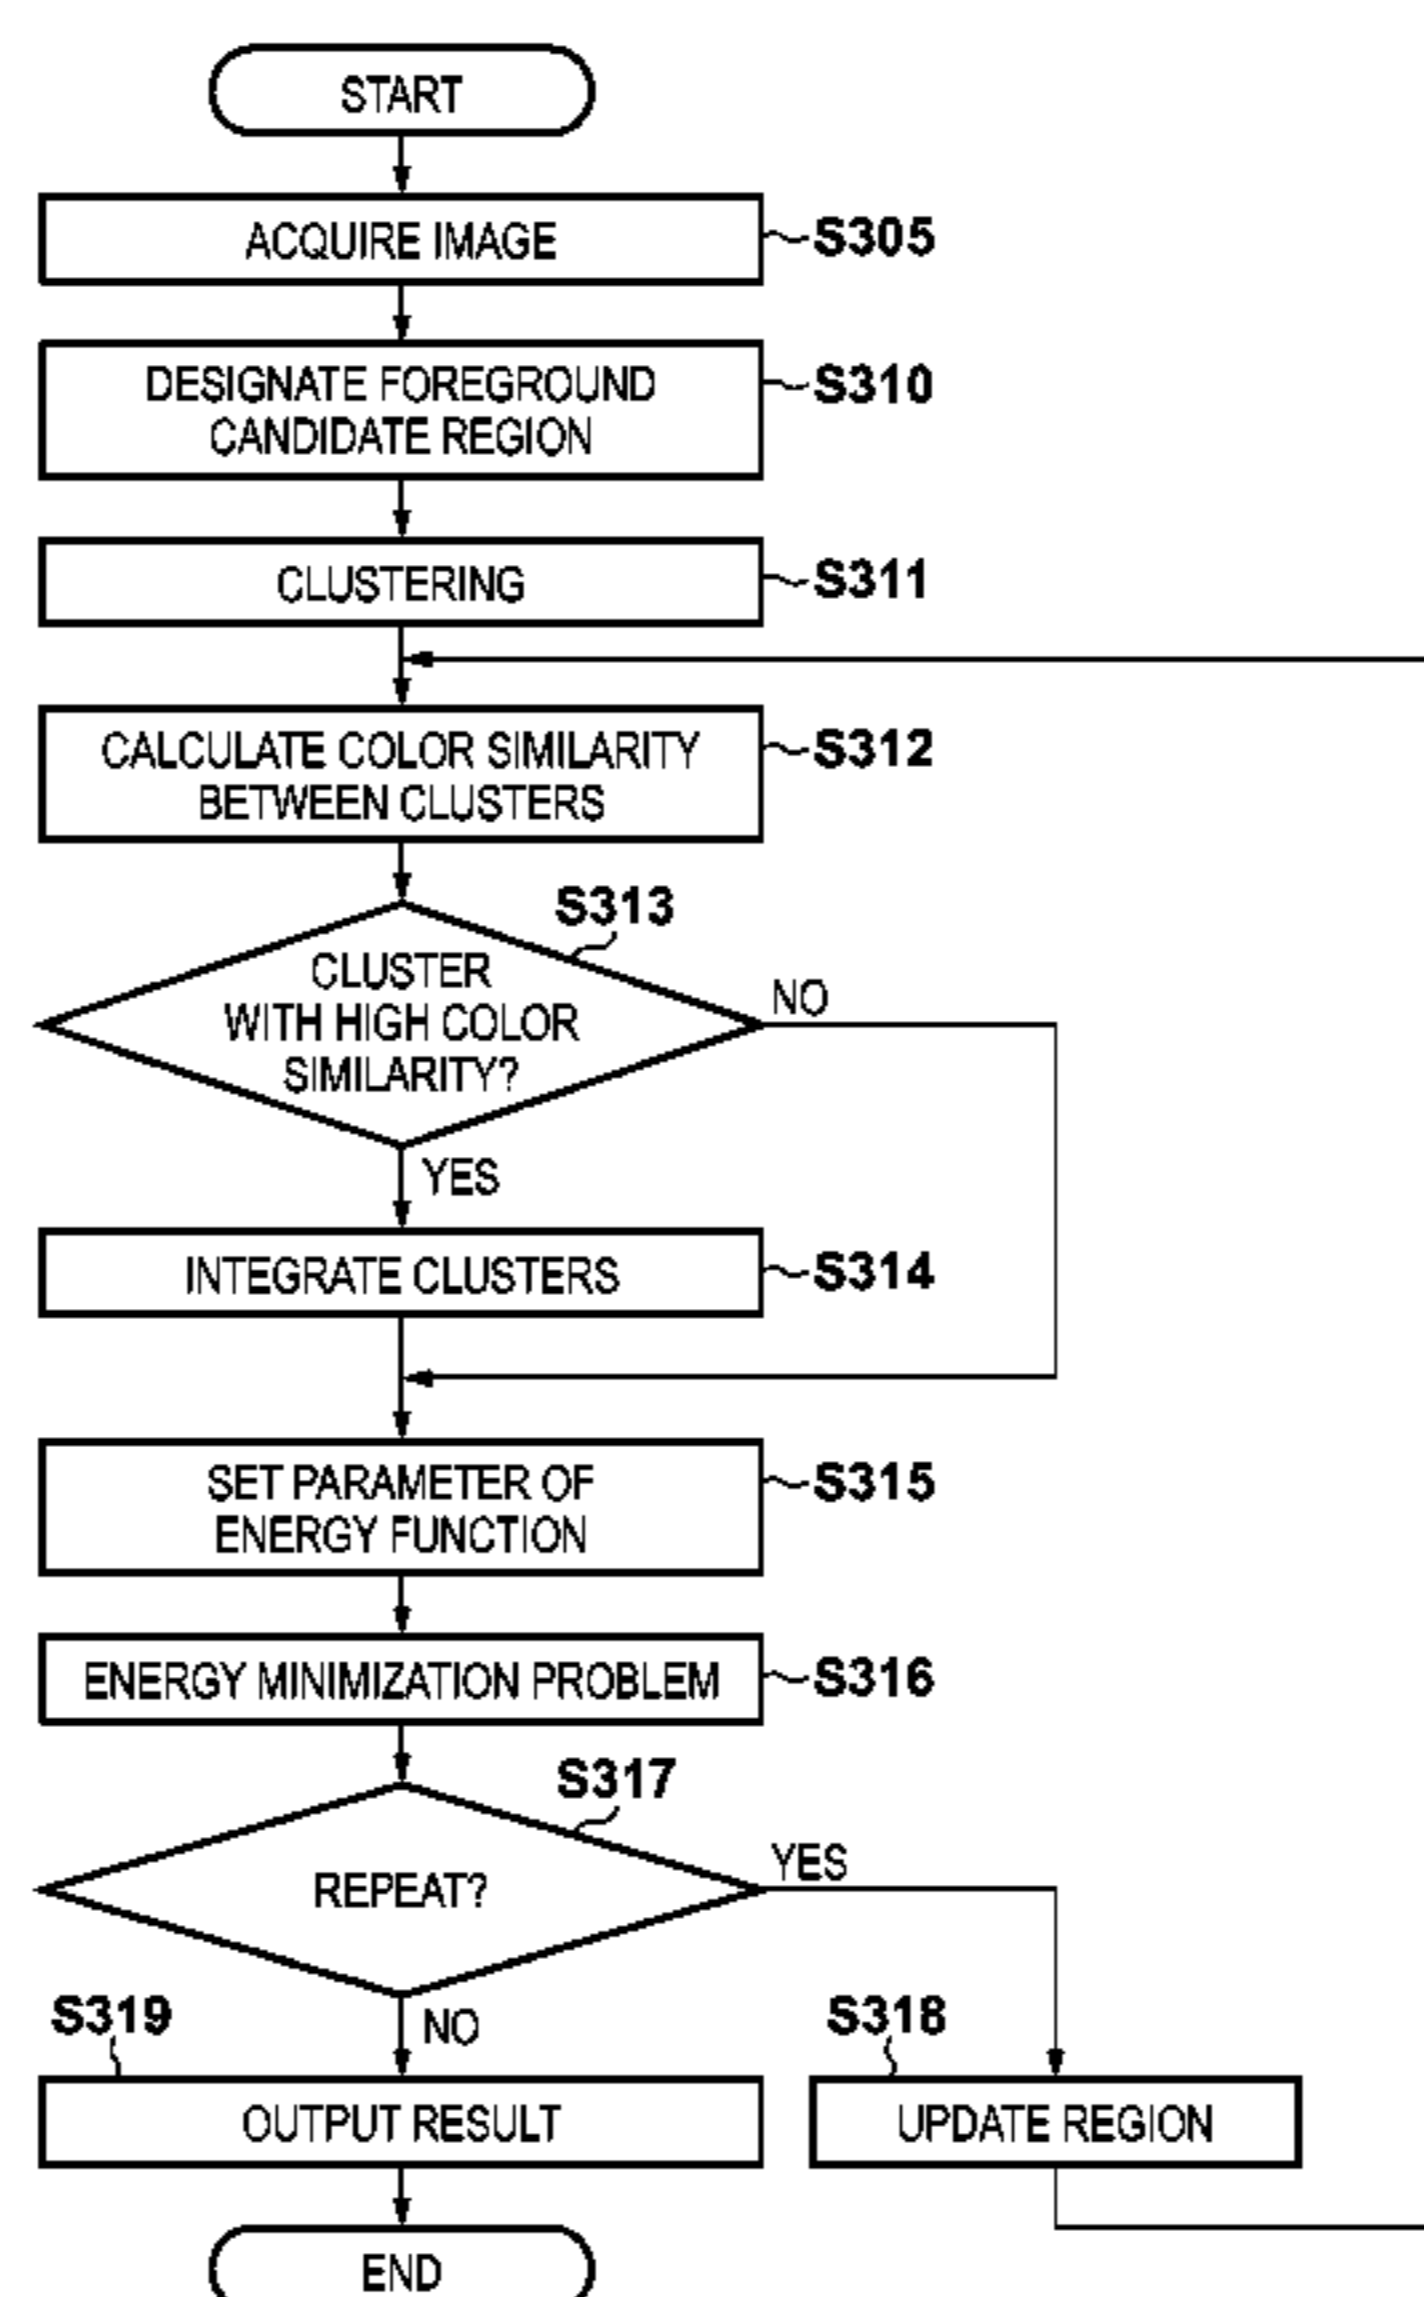 START
ACQUIRE IMAGE
S305
DESIGNATE FOREGROUND
CANDIDATE REGION
S310
CLUSTERING
S311
CALCULATE COLOR SIMILARITY
BETWEEN CLUSTERS
S312
S313
CLUSTER
WITH HIGH COLOR
SIMILARITY?
NO
YES
INTEGRATE CLUSTERS
S314
SET PARAMETER OF
ENERGY FUNCTION
S315
ENERGY MINIMIZATION PROBLEM
S316
S317
REPEAT?
YES
NO
S319
OUTPUT RESULT
S318
UPDATE REGION
END